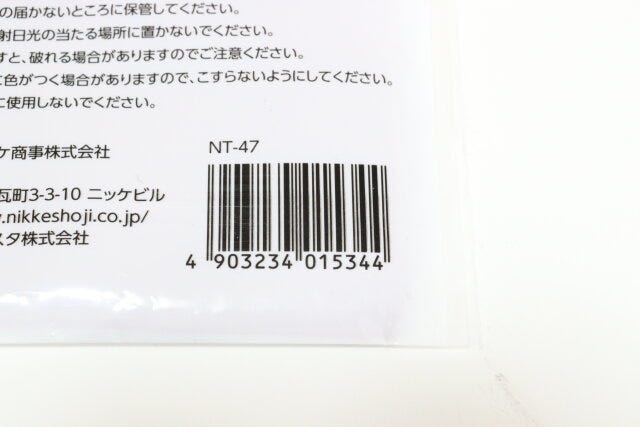 の届かないところに保管してください。
射日光の当たる場所に置かないでください。
すと、破れる場合がありますのでご注意ください。
に色がつく場合がありますので、こすらないようにしてください。
に使用しないでください。
ケ商事株式会社
瓦町3-3-10 ニッケビル
w.nikkeshoji.co.jp/
スタ株式会社
NT-47
4 903234 015344